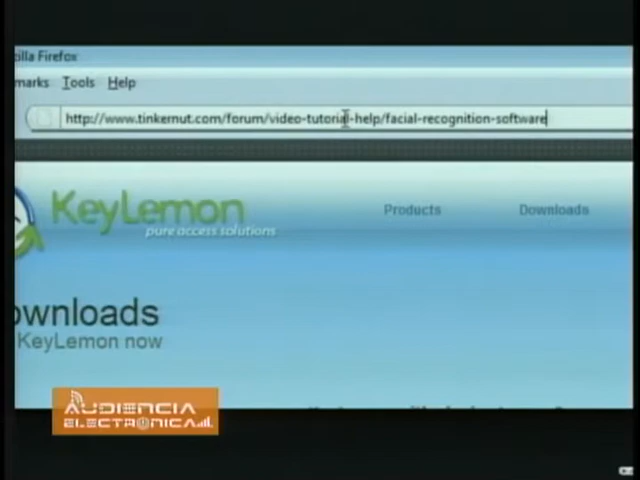 zilla Firefox
marks Tools Help
http://www.tinkernut.com/forum/video-tutorial-help/facial-recognition-software
KeyLemon
pure access solutions
Products
Downloads
ownloads
KeyLemon now
AUDIENCIA
ELECTRONICA